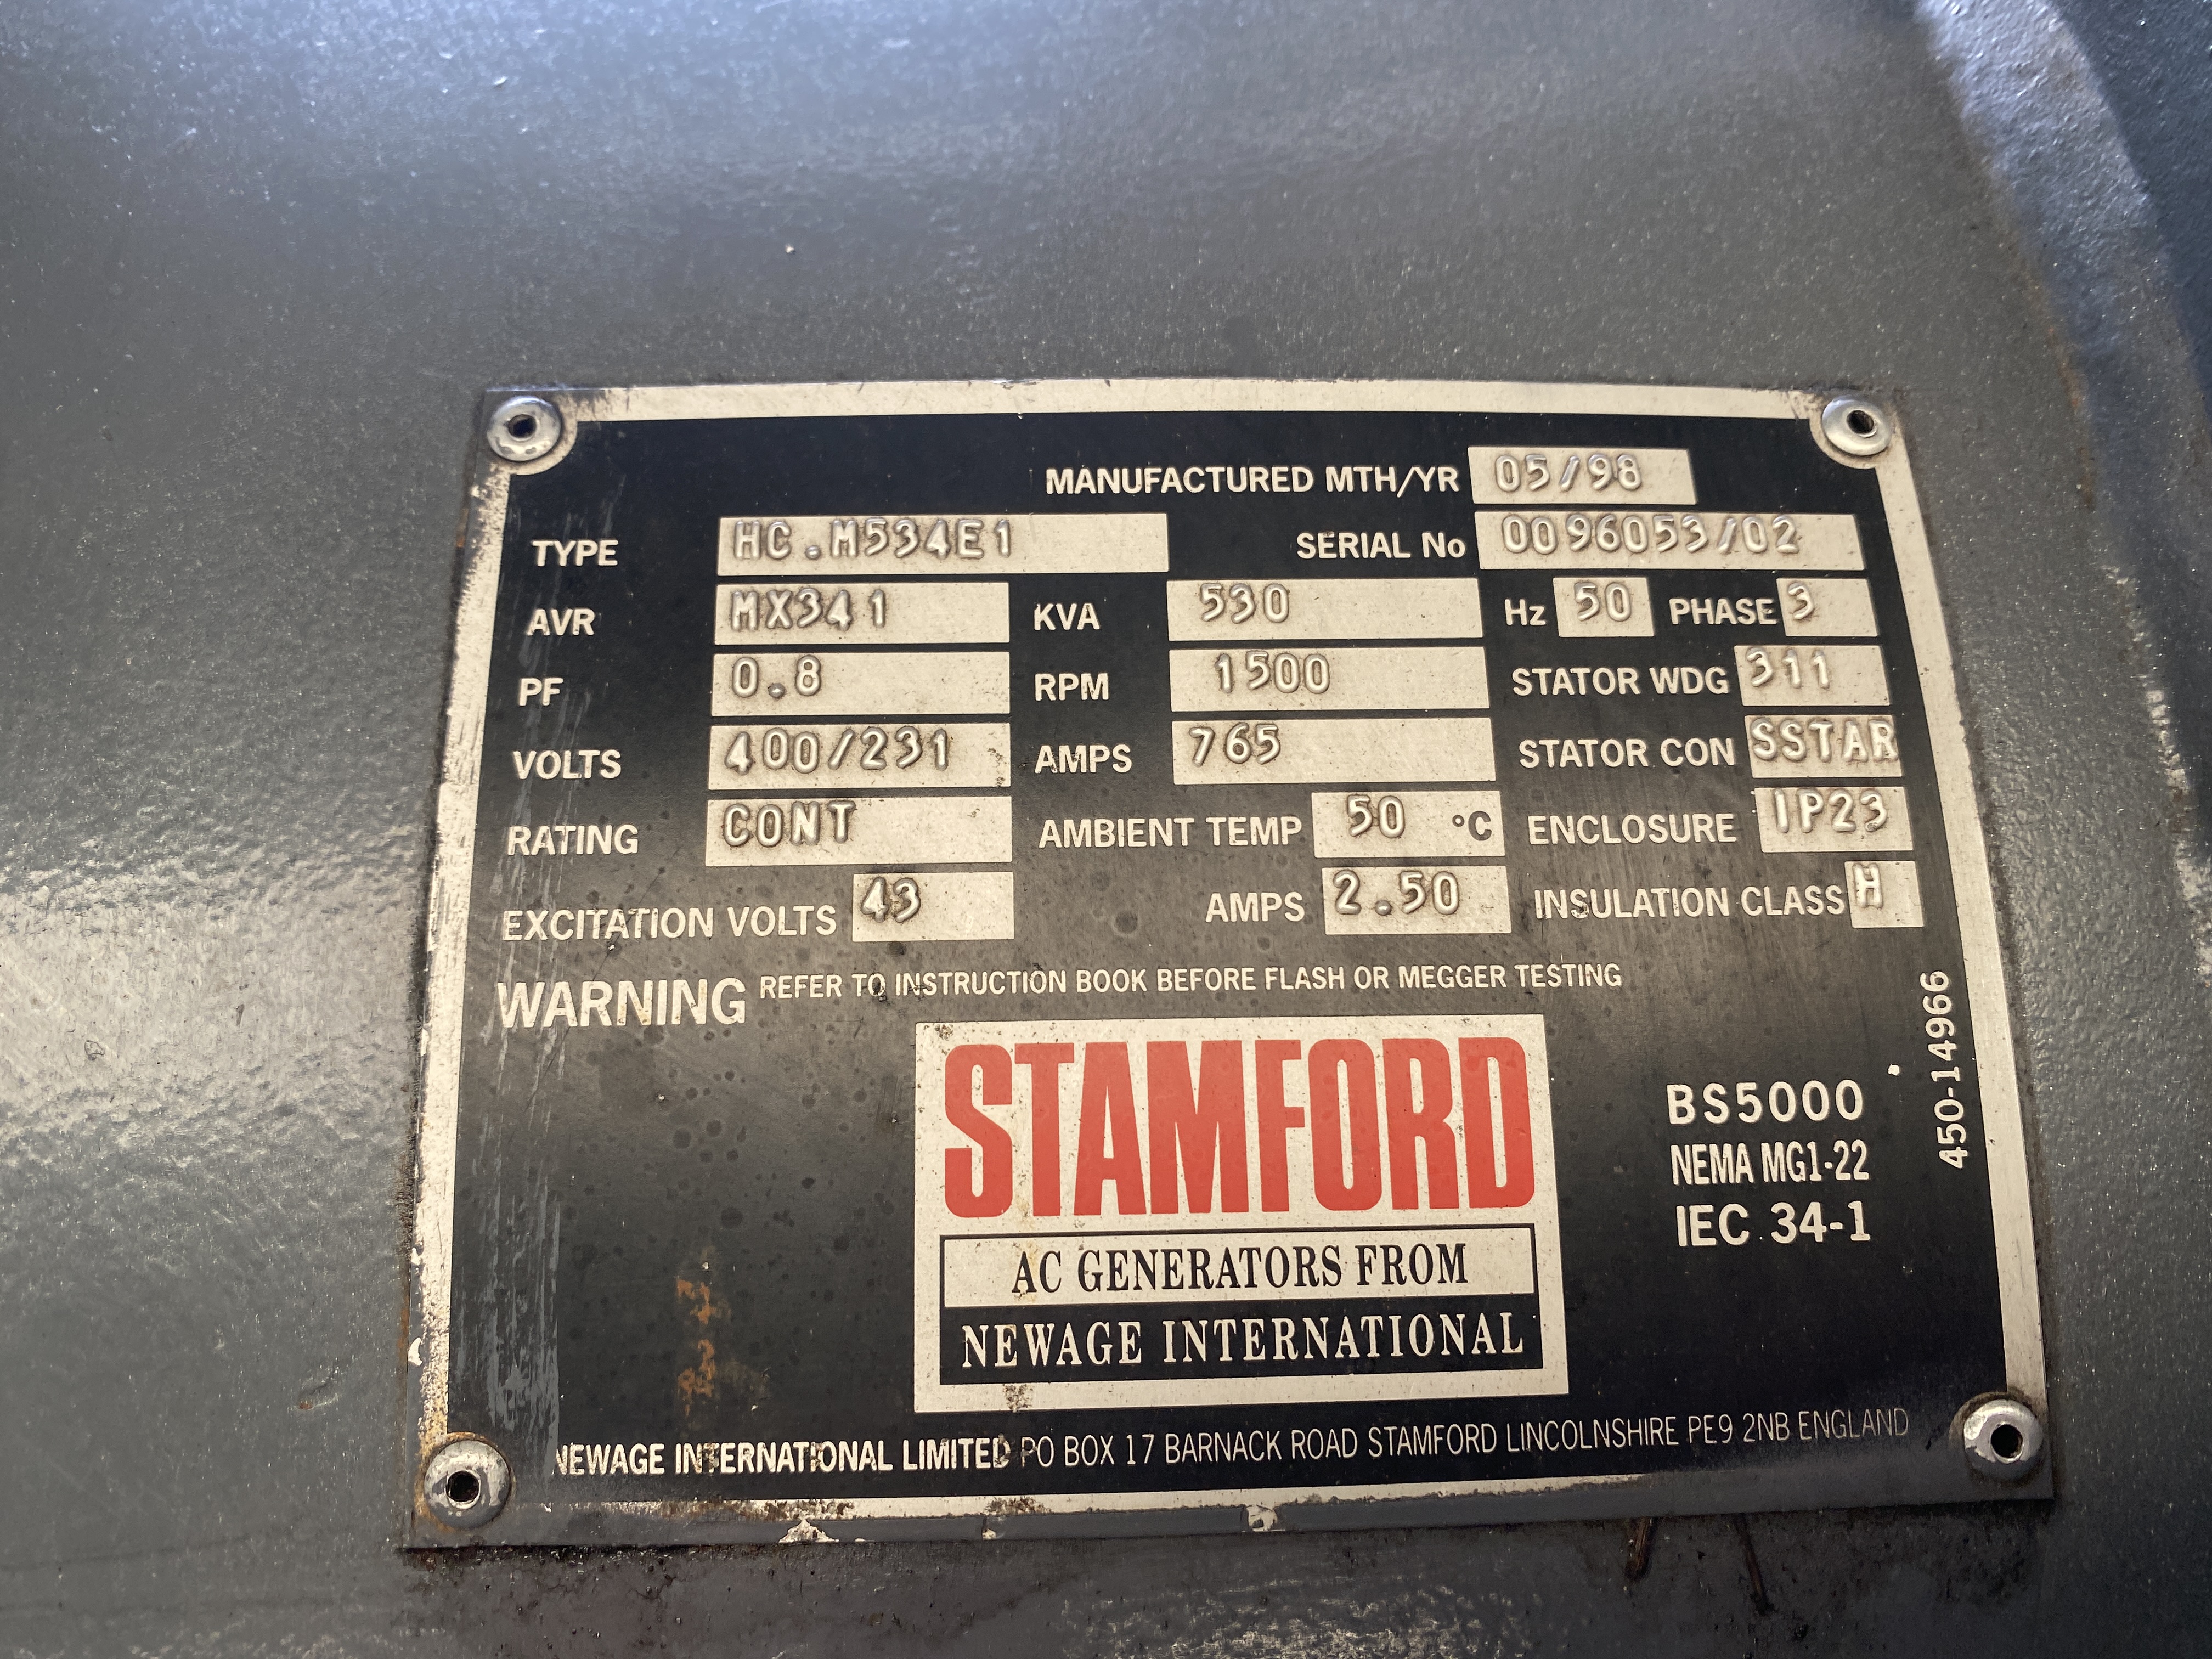 MANUFACTURED MTH/YR 05/98
TYPE HC.M534E1 SERIAL No 0096053/02
AVR MX341 KVA 530 Hz 50 PHASE 3
PF 0.8 RPM 1500 STATOR WDG 311
VOLTS 400/231 AMPS 765 STATOR CON SSTAR
RATING CONT AMBIENT TEMP 50 °C ENCLOSURE IP23
EXCITATION VOLTS 43 AMPS 2.50 INSULATION CLASS H
WARNING REFER TO INSTRUCTION BOOK BEFORE FLASH OR MEGGER TESTING
STAMFORD
AC GENERATORS FROM
NEWAGE INTERNATIONAL
BS5000
NEMA MG1-22
IEC 34-1
450-14966
NEWAGE INTERNATIONAL LIMITED PO BOX 17 BARNACK ROAD STAMFORD LINCOLNSHIRE PE9 2NB ENGLAND